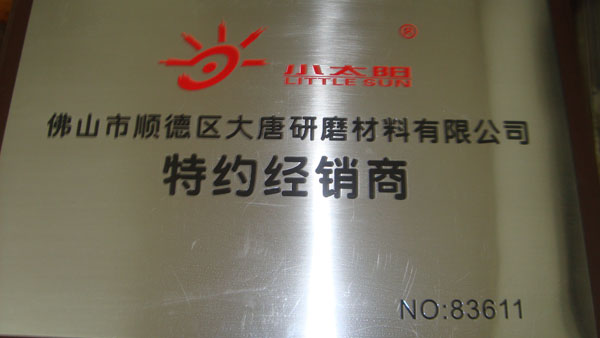 ®
小太阳
LITTLE SUN
佛山市顺德区大唐研磨材料有限公司
特约经销商
NO:83611